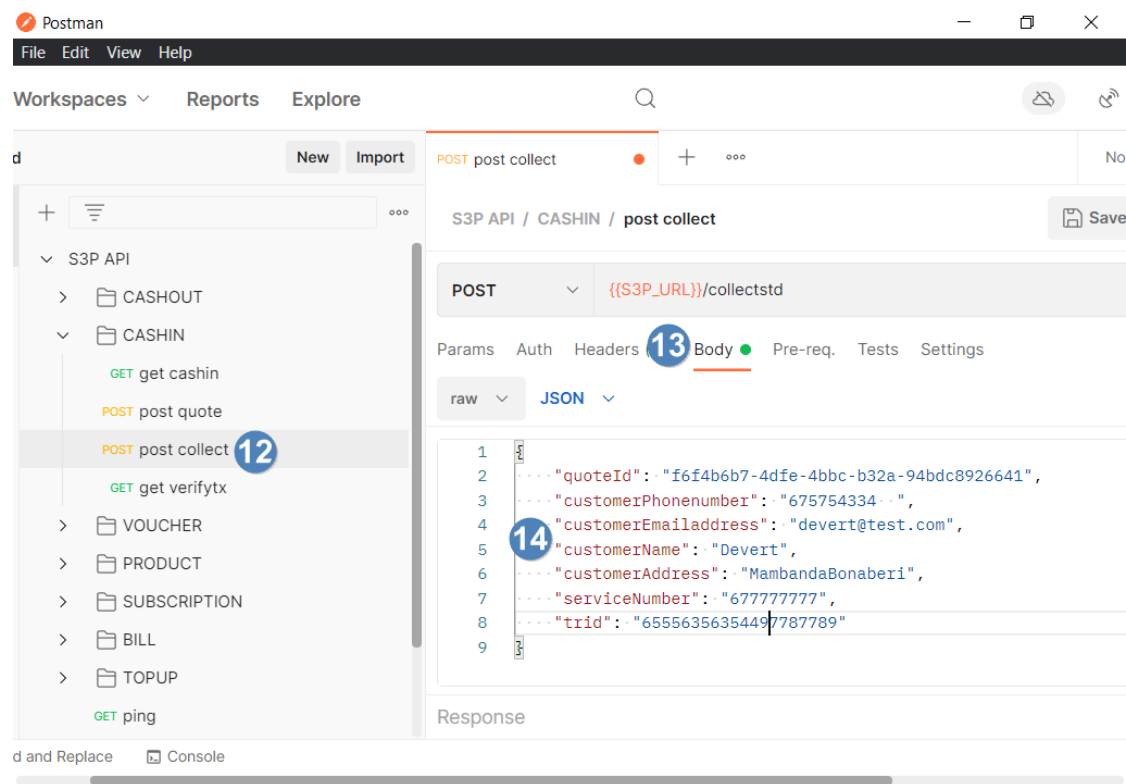 Postman
File Edit View Help
Workspaces Reports Explore
d New Import
POST post collect
No
S3P API / CASHIN / post collect
Save
S3P API
CASHOUT
CASHIN
GET get cashin
POST post quote
POST post collect 12
GET get verifytx
VOUCHER
PRODUCT
SUBSCRIPTION
BILL
TOPUP
GET ping
POST {{S3P_URL}}/collectstd
Params Auth Headers 13 Body Pre-req. Tests Settings
raw JSON
1 {
2 "quoteId": "f6f4b6b7-4dfe-4bbc-b32a-94bdc8926641",
3 "customerPhonenumber": "675754334  ",
4 "customerEmailaddress": "devert@test.com",
14
5 "customerName": "Devert",
6 "customerAddress": "MambandaBonaberi",
7 "serviceNumber": "677777777",
8 "trid": "65556356354497787789"
9 }
Response
d and Replace Console